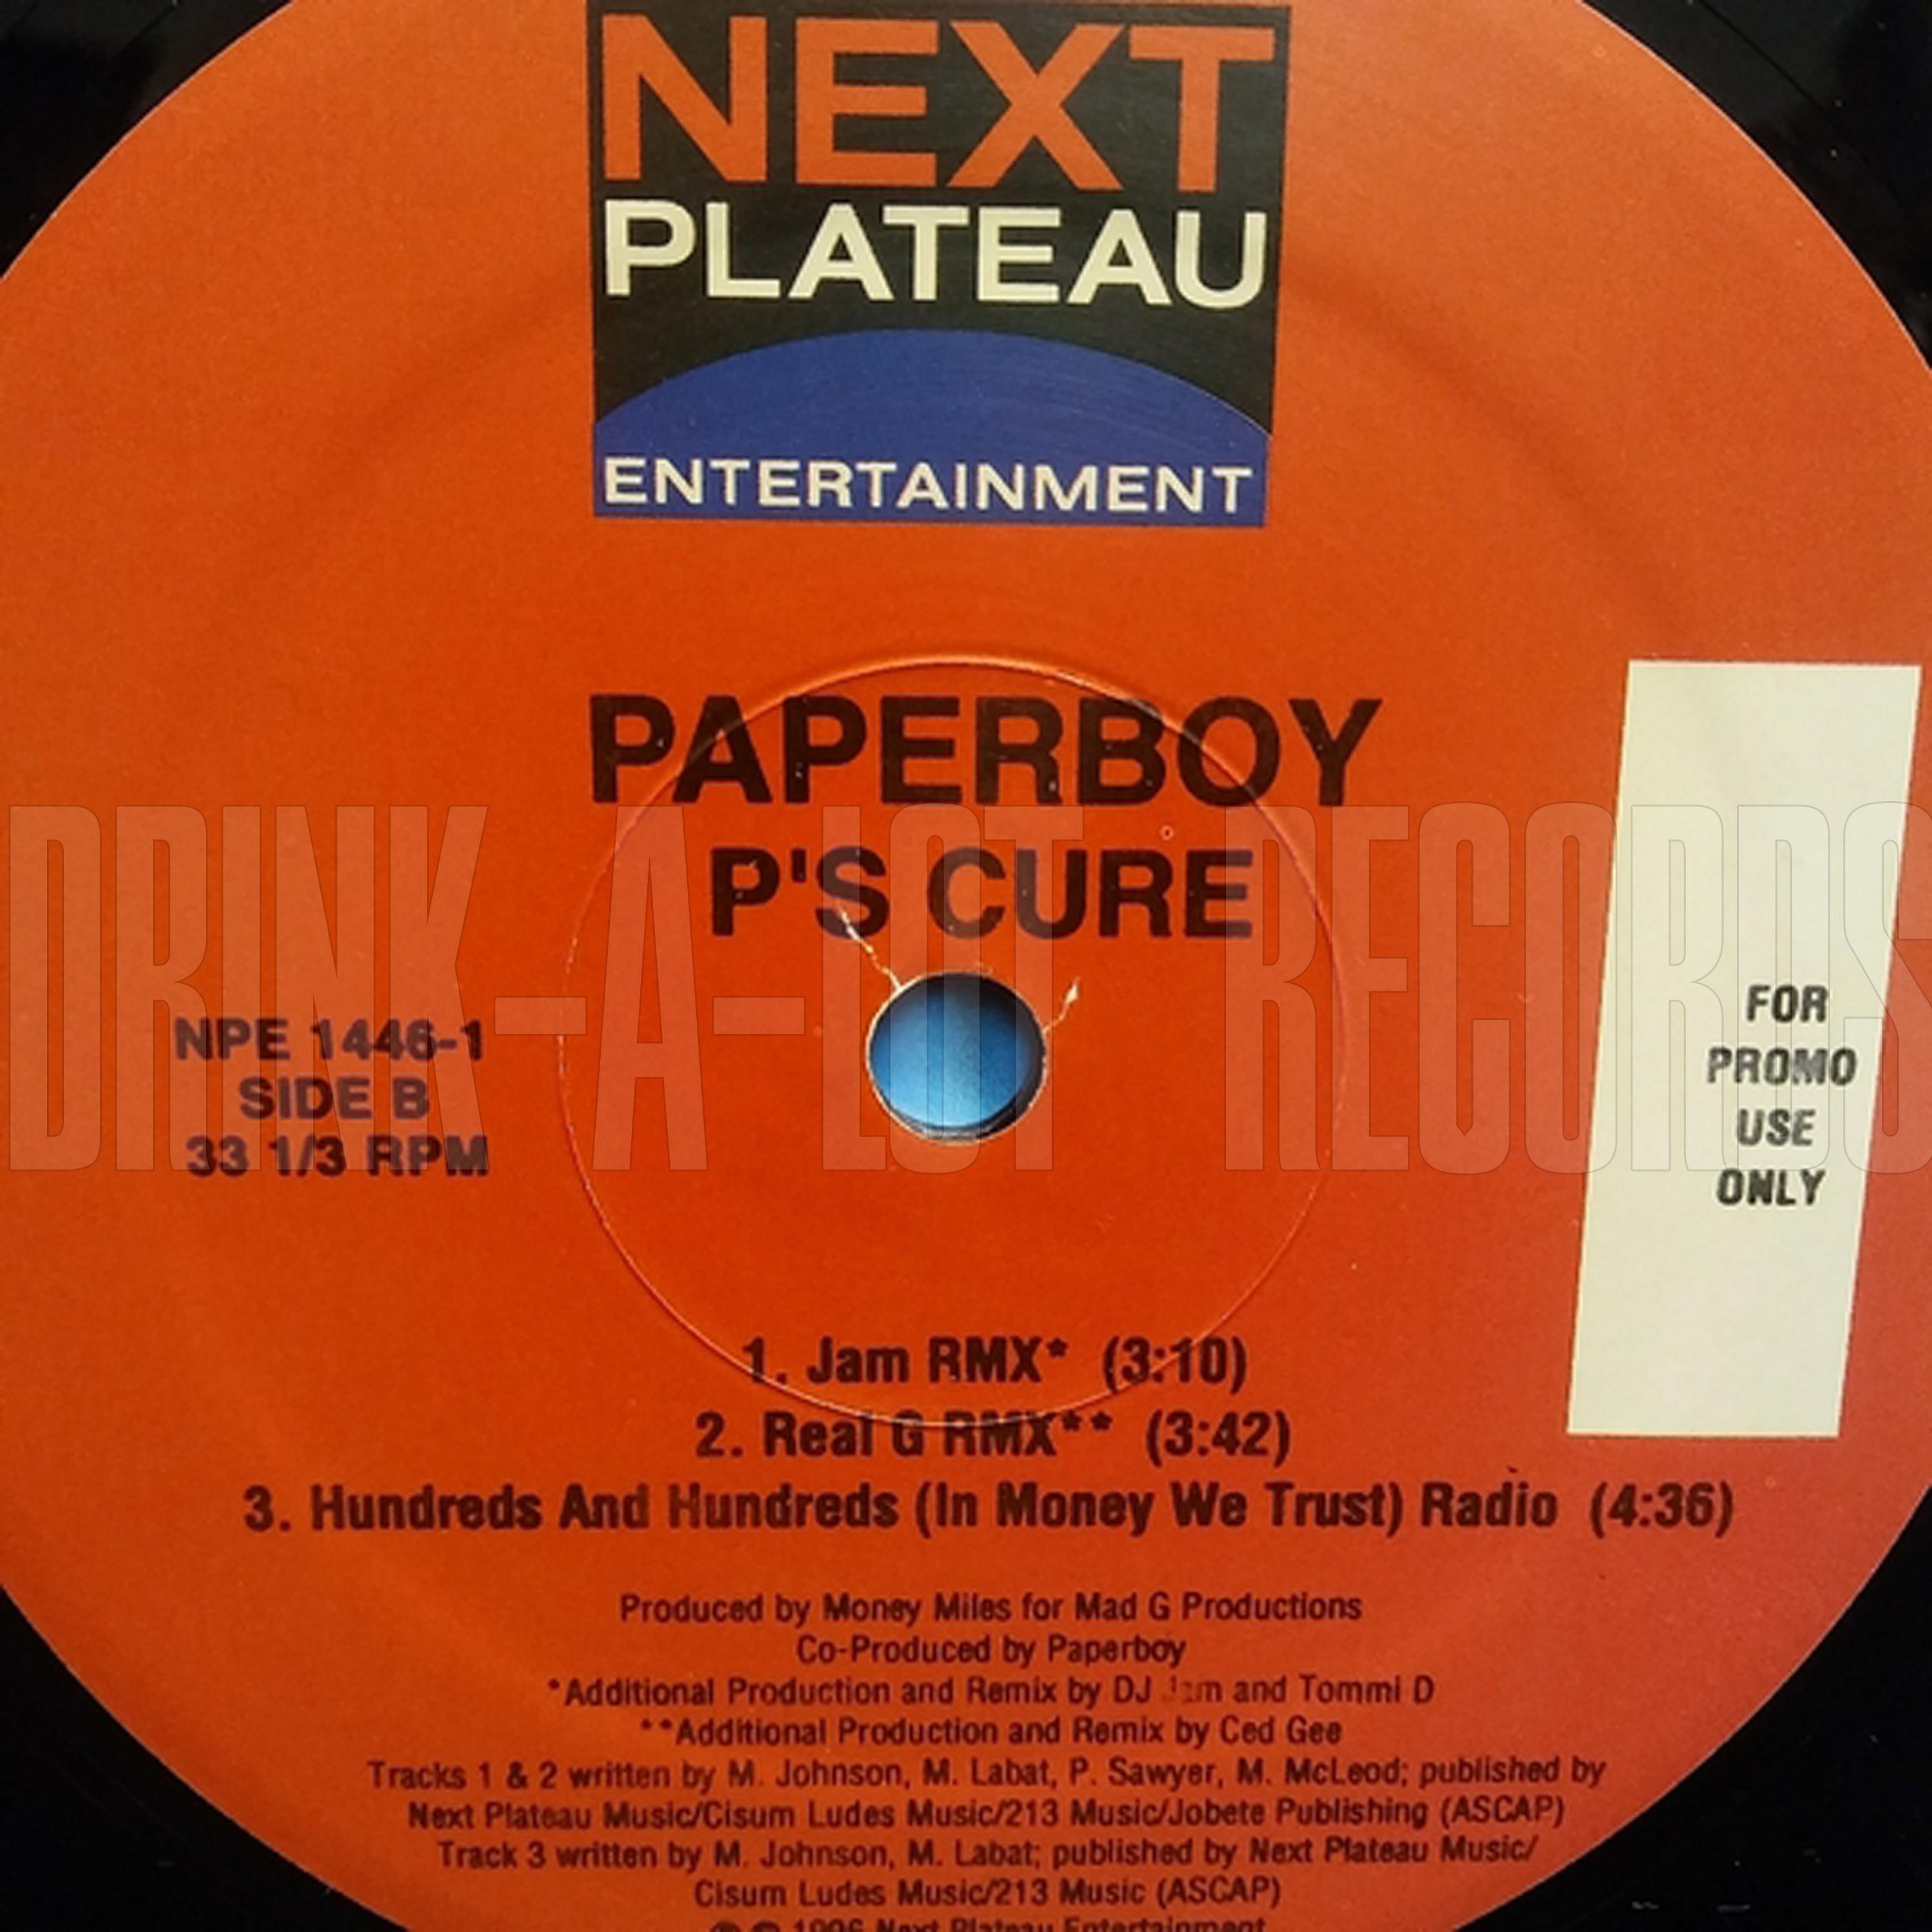 NEXT
PLATEAU
ENTERTAINMENT
PAPERBOY
P'S CURE
DRINK-A-LOT RECORDS
NPE 1446-1
SIDE B
33 1/3 RPM
FOR
PROMO
USE
ONLY
1. Jam RMX* (3:10)
2. Real G RMX** (3:42)
3. Hundreds And Hundreds (In Money We Trust) Radio (4:36)
Produced by Money Miles for Mad G Productions
Co-Produced by Paperboy
*Additional Production and Remix by DJ Jam and Tommi D
**Additional Production and Remix by Ced Gee
Tracks 1 & 2 written by M. Johnson, M. Labat, P. Sawyer, M. McLeod; published by
Next Plateau Music/Cisum Ludes Music/213 Music/Jobete Publishing (ASCAP)
Track 3 written by M. Johnson, M. Labat; published by Next Plateau Music/
Cisum Ludes Music/213 Music (ASCAP)
℗ © 1996 Next Plateau Entertainment